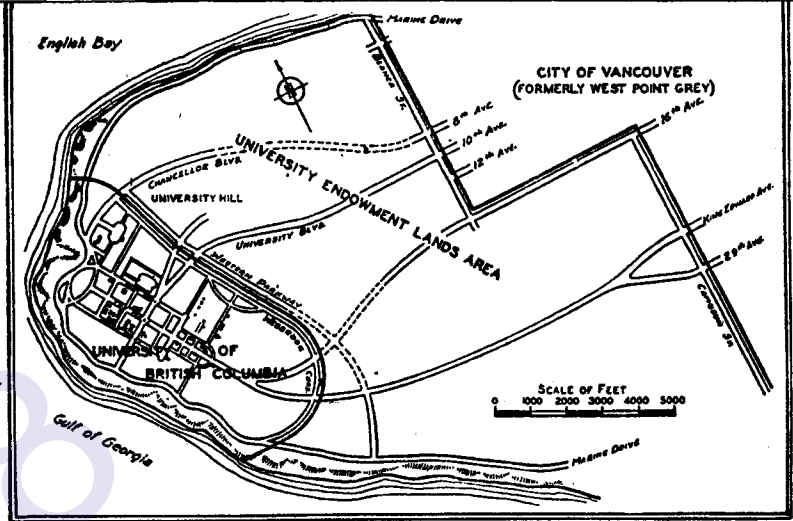 MARINE DRIVE
English Bay
BLANCA ST.
CITY OF VANCOUVER
(FORMERLY WEST POINT GREY)
8TH AVE.
10TH AVE.
12TH AVE.
16TH AVE.
CHANCELLOR BLVD.
UNIVERSITY ENDOWMENT LANDS AREA
UNIVERSITY HILL
UNIVERSITY BLVD.
WESTERN PARKWAY
KING EDWARD AVE.
29TH AVE.
UNIVERSITY OF
BRITISH COLUMBIA
SCALE OF FEET
0 1000 2000 3000 4000 5000
Gulf of Georgia
MARINE DRIVE